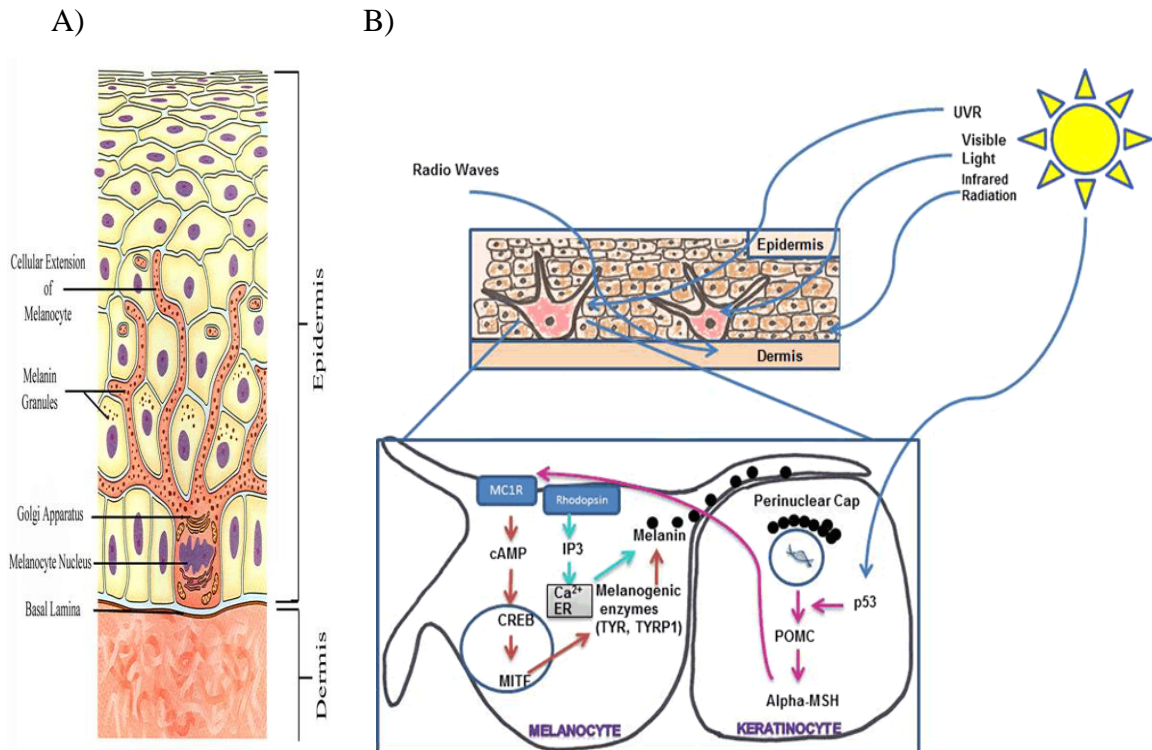 A)
B)
Cellular Extension
of
Melanocyte
Melanin
Granules
Golgi Apparatus
Melanocyte Nucleus
Basal Lamina
Epidermis
Dermis
UVR
Visible
Light
Infrared
Radiation
Radio Waves
Epidermis
Dermis
MC1R
Rhodopsin
cAMP
IP3
Melanin
Ca2+
ER
Melanogenic
enzymes
(TYR, TYRP1)
CREB
MITF
MELANOCYTE
Perinuclear Cap
p53
POMC
Alpha-MSH
KERATINOCYTE